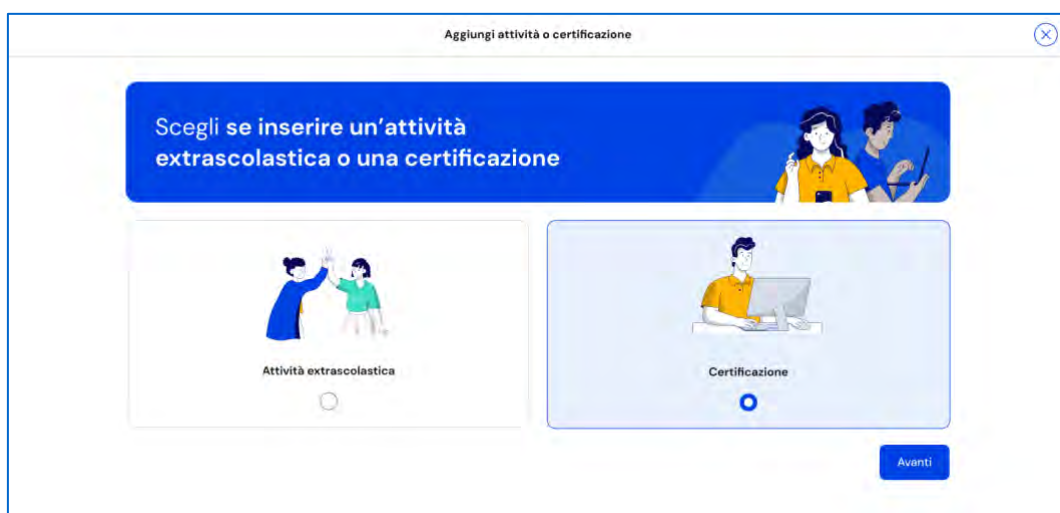 Aggiungi attività o certificazione
Scegli se inserire un'attività
extrascolastica o una certificazione
Attività extrascolastica
Certificazione
Avanti